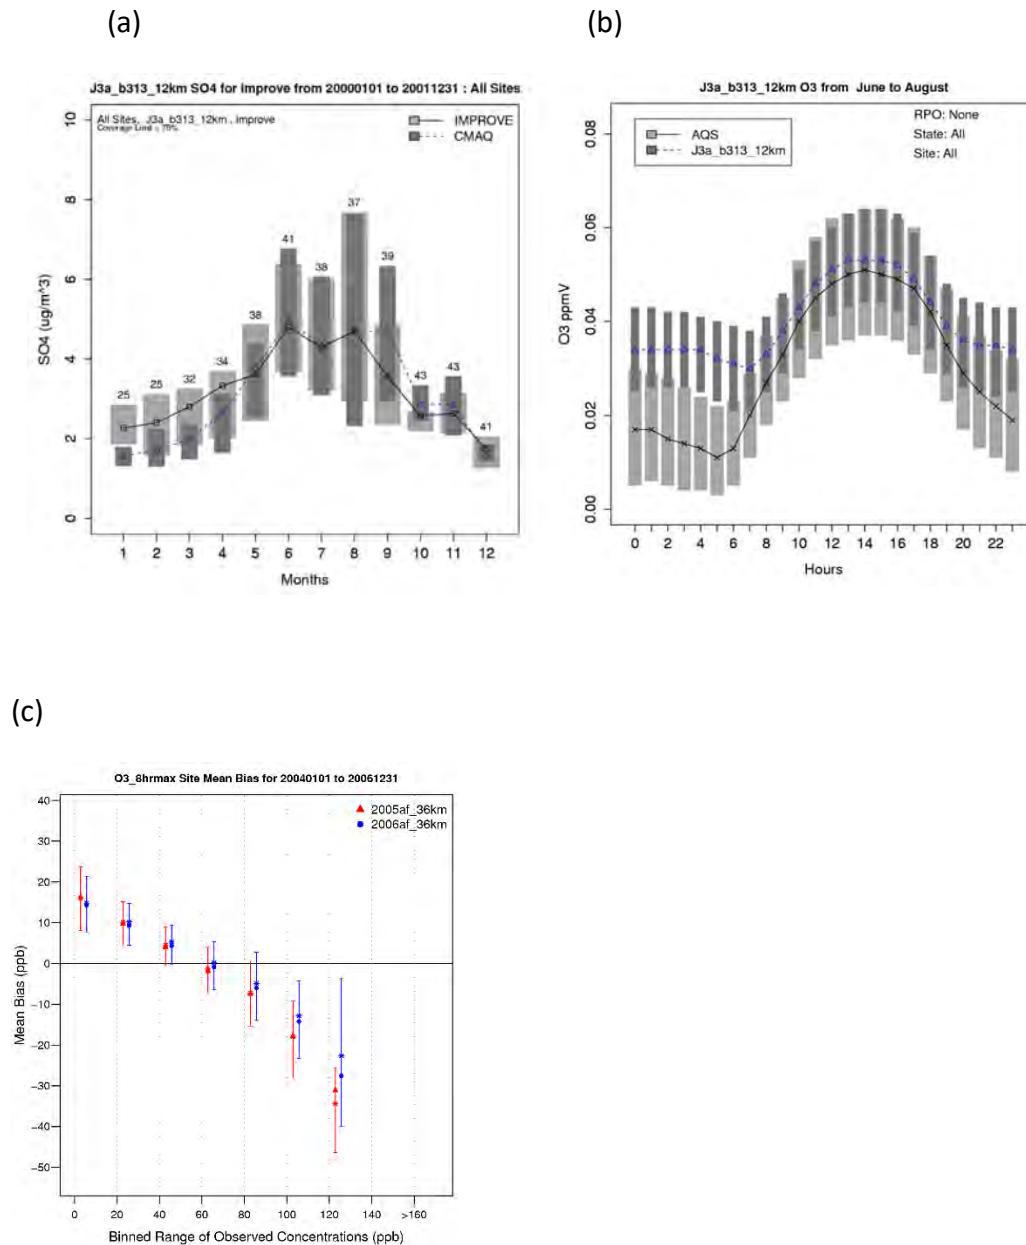 (a)
J3a_b313_12km SO4 for Improve from 20000101 to 20011231 : All Sites
All Sites, J3a_b313_12km , Improve
IMPROVE
CMAQ
10
8
6
4
2
0
SO4 (ug/m^3)
25
25
32
34
38
41
38
37
39
43
43
41
1 2 3 4 5 6 7 8 9 10 11 12
Months
(b)
J3a_b313_12km O3 from June to August
AQS
J3a_b313_12km
RPO: None
State: All
Site: All
0.08
0.06
0.04
0.02
0.00
O3 ppmV
0 2 4 6 8 10 12 14 16 18 20 22
Hours
(c)
O3_8hrmax Site Mean Bias for 20040101 to 20061231
2005af_36km
2006af_36km
40
30
20
10
0
−10
−20
−30
−40
−50
Mean Bias (ppb)
0 20 40 60 80 100 120 140 >160
Binned Range of Observed Concentrations (ppb)